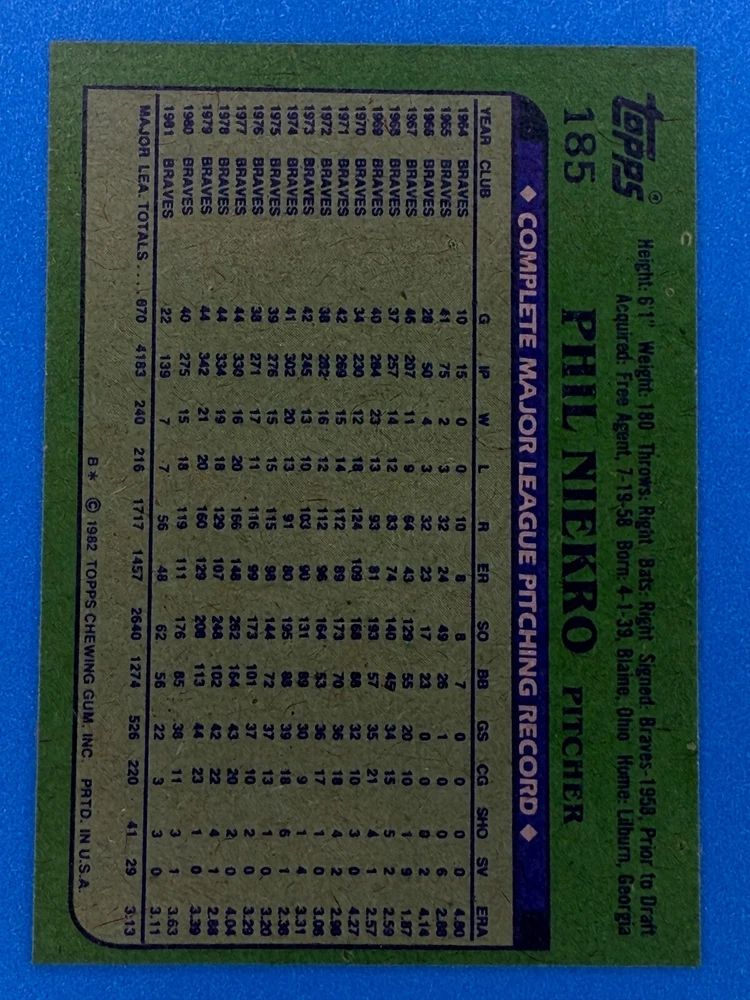 topps®
185
Height: 6'1" Weight: 180 Throws: Right Bats: Right Signed: Braves-1958, Prior to Draft
Acquired: Free Agent, 7-19-58 Born: 4-1-39, Blaine, Ohio Home: Lilburn, Georgia
PHIL NIEKRO PITCHER
♦ COMPLETE MAJOR LEAGUE PITCHING RECORD ♦
YEAR CLUB G IP W L R ER SO BB GS CG SHO SV ERA
1964 BRAVES 10 15 0 0 10 8 8 7 0 0 0 0 4.80
1965 BRAVES 41 75 2 3 32 24 49 26 1 0 0 6 2.88
1966 BRAVES 28 50 4 3 32 23 17 23 0 0 0 2 4.14
1967 BRAVES 46 207 11 9 64 43 129 55 20 10 1 9 1.87
1968 BRAVES 37 257 14 12 83 74 140 45 34 15 5 2 2.59
1969 BRAVES 40 284 23 13 93 81 193 57 35 21 4 1 2.57
1970 BRAVES 34 230 12 18 124 109 168 68 32 10 3 0 4.27
1971 BRAVES 42 269 15 14 112 89 173 70 36 18 4 2 2.98
1972 BRAVES 38 282 16 12 112 96 164 53 36 17 1 0 3.06
1973 BRAVES 42 245 13 10 103 90 131 89 30 9 1 4 3.31
1974 BRAVES 41 302 20 13 91 80 195 88 39 18 6 1 2.38
1975 BRAVES 39 276 15 15 115 98 144 72 37 13 1 0 3.20
1976 BRAVES 38 271 17 11 116 99 173 101 37 10 2 0 3.29
1977 BRAVES 44 330 16 20 166 148 262 164 43 20 2 0 4.04
1978 BRAVES 44 334 19 18 129 107 248 102 42 22 4 1 2.88
1979 BRAVES 44 342 21 20 160 129 208 113 44 23 1 0 3.39
1980 BRAVES 40 275 15 18 119 111 176 85 38 11 3 1 3.63
1981 BRAVES 22 139 7 7 56 48 62 56 22 3 3 0 3.11
MAJOR LEA. TOTALS .... 670 4183 240 216 1717 1457 2640 1274 526 220 41 29 3.13
B* © 1982 TOPPS CHEWING GUM, INC. PRTD. IN U.S.A.